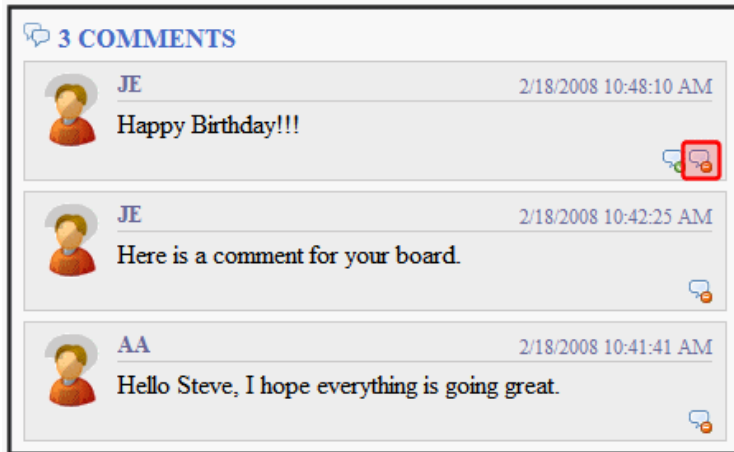 3 COMMENTS
JE 2/18/2008 10:48:10 AM
Happy Birthday!!!
JE 2/18/2008 10:42:25 AM
Here is a comment for your board.
AA 2/18/2008 10:41:41 AM
Hello Steve, I hope everything is going great.